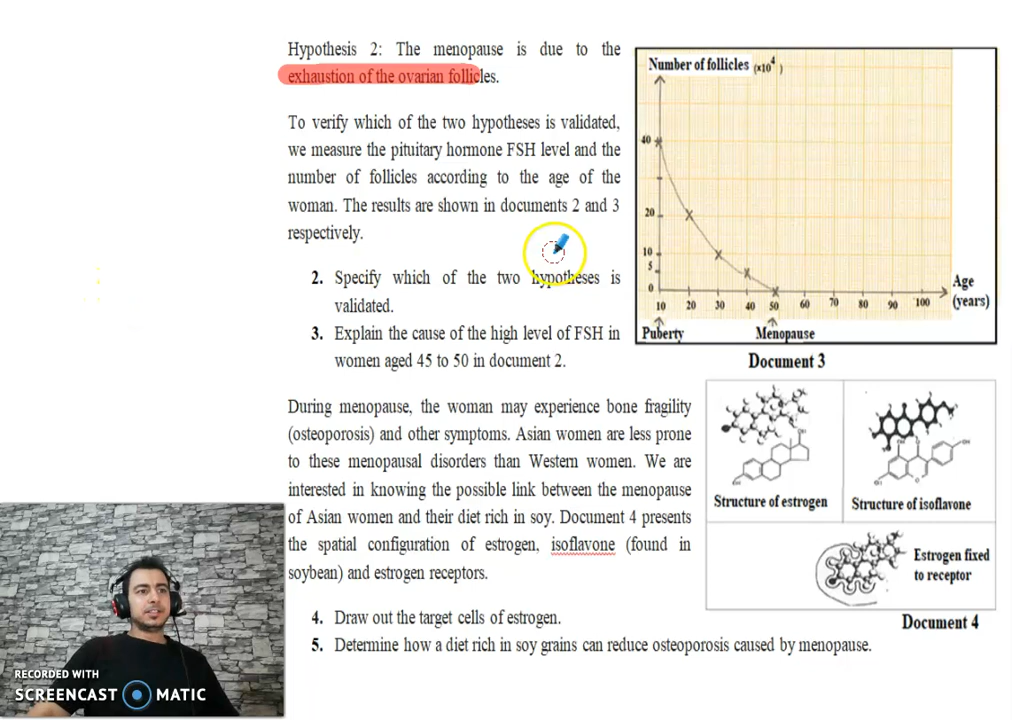 Hypothesis 2: The menopause is due to the
exhaustion of the ovarian follicles.
To verify which of the two hypotheses is validated,
we measure the pituitary hormone FSH level and the
number of follicles according to the age of the
woman. The results are shown in documents 2 and 3
respectively.
2. Specify which of the two hypotheses is
validated.
3. Explain the cause of the high level of FSH in
women aged 45 to 50 in document 2.
Number of follicles (x10⁴)
40
20
10
5
0
10 20 30 40 50 60 70 80 90 100
Age
(years)
Puberty Menopause
Document 3
During menopause, the woman may experience bone fragility
(osteoporosis) and other symptoms. Asian women are less prone
to these menopausal disorders than Western women. We are
interested in knowing the possible link between the menopause
of Asian women and their diet rich in soy. Document 4 presents
the spatial configuration of estrogen, isoflavone (found in
soybean) and estrogen receptors.
Structure of estrogen
Structure of isoflavone
Estrogen fixed
to receptor
Document 4
4. Draw out the target cells of estrogen.
5. Determine how a diet rich in soy grains can reduce osteoporosis caused by menopause.
RECORDED WITH
SCREENCAST MATIC